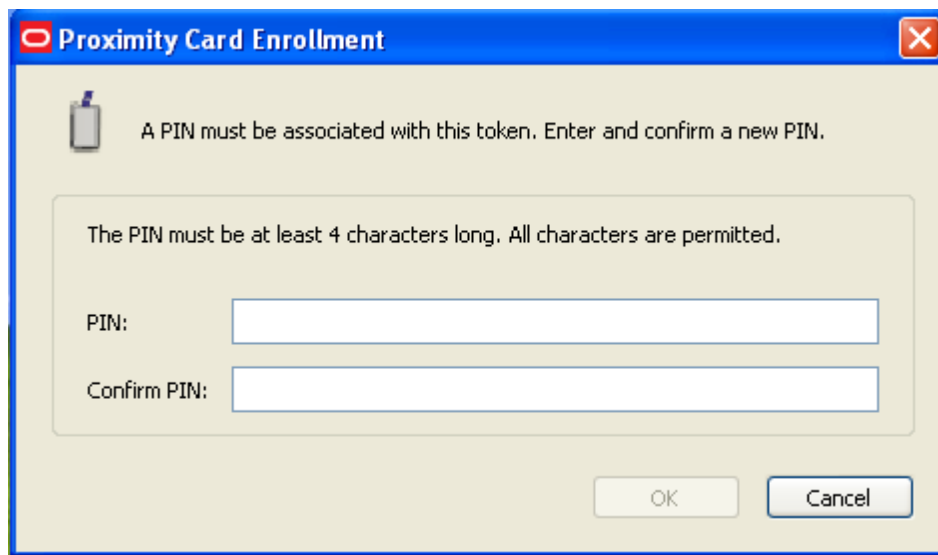 Proximity Card Enrollment
A PIN must be associated with this token. Enter and confirm a new PIN.
The PIN must be at least 4 characters long. All characters are permitted.
PIN:
Confirm PIN:
OK
Cancel